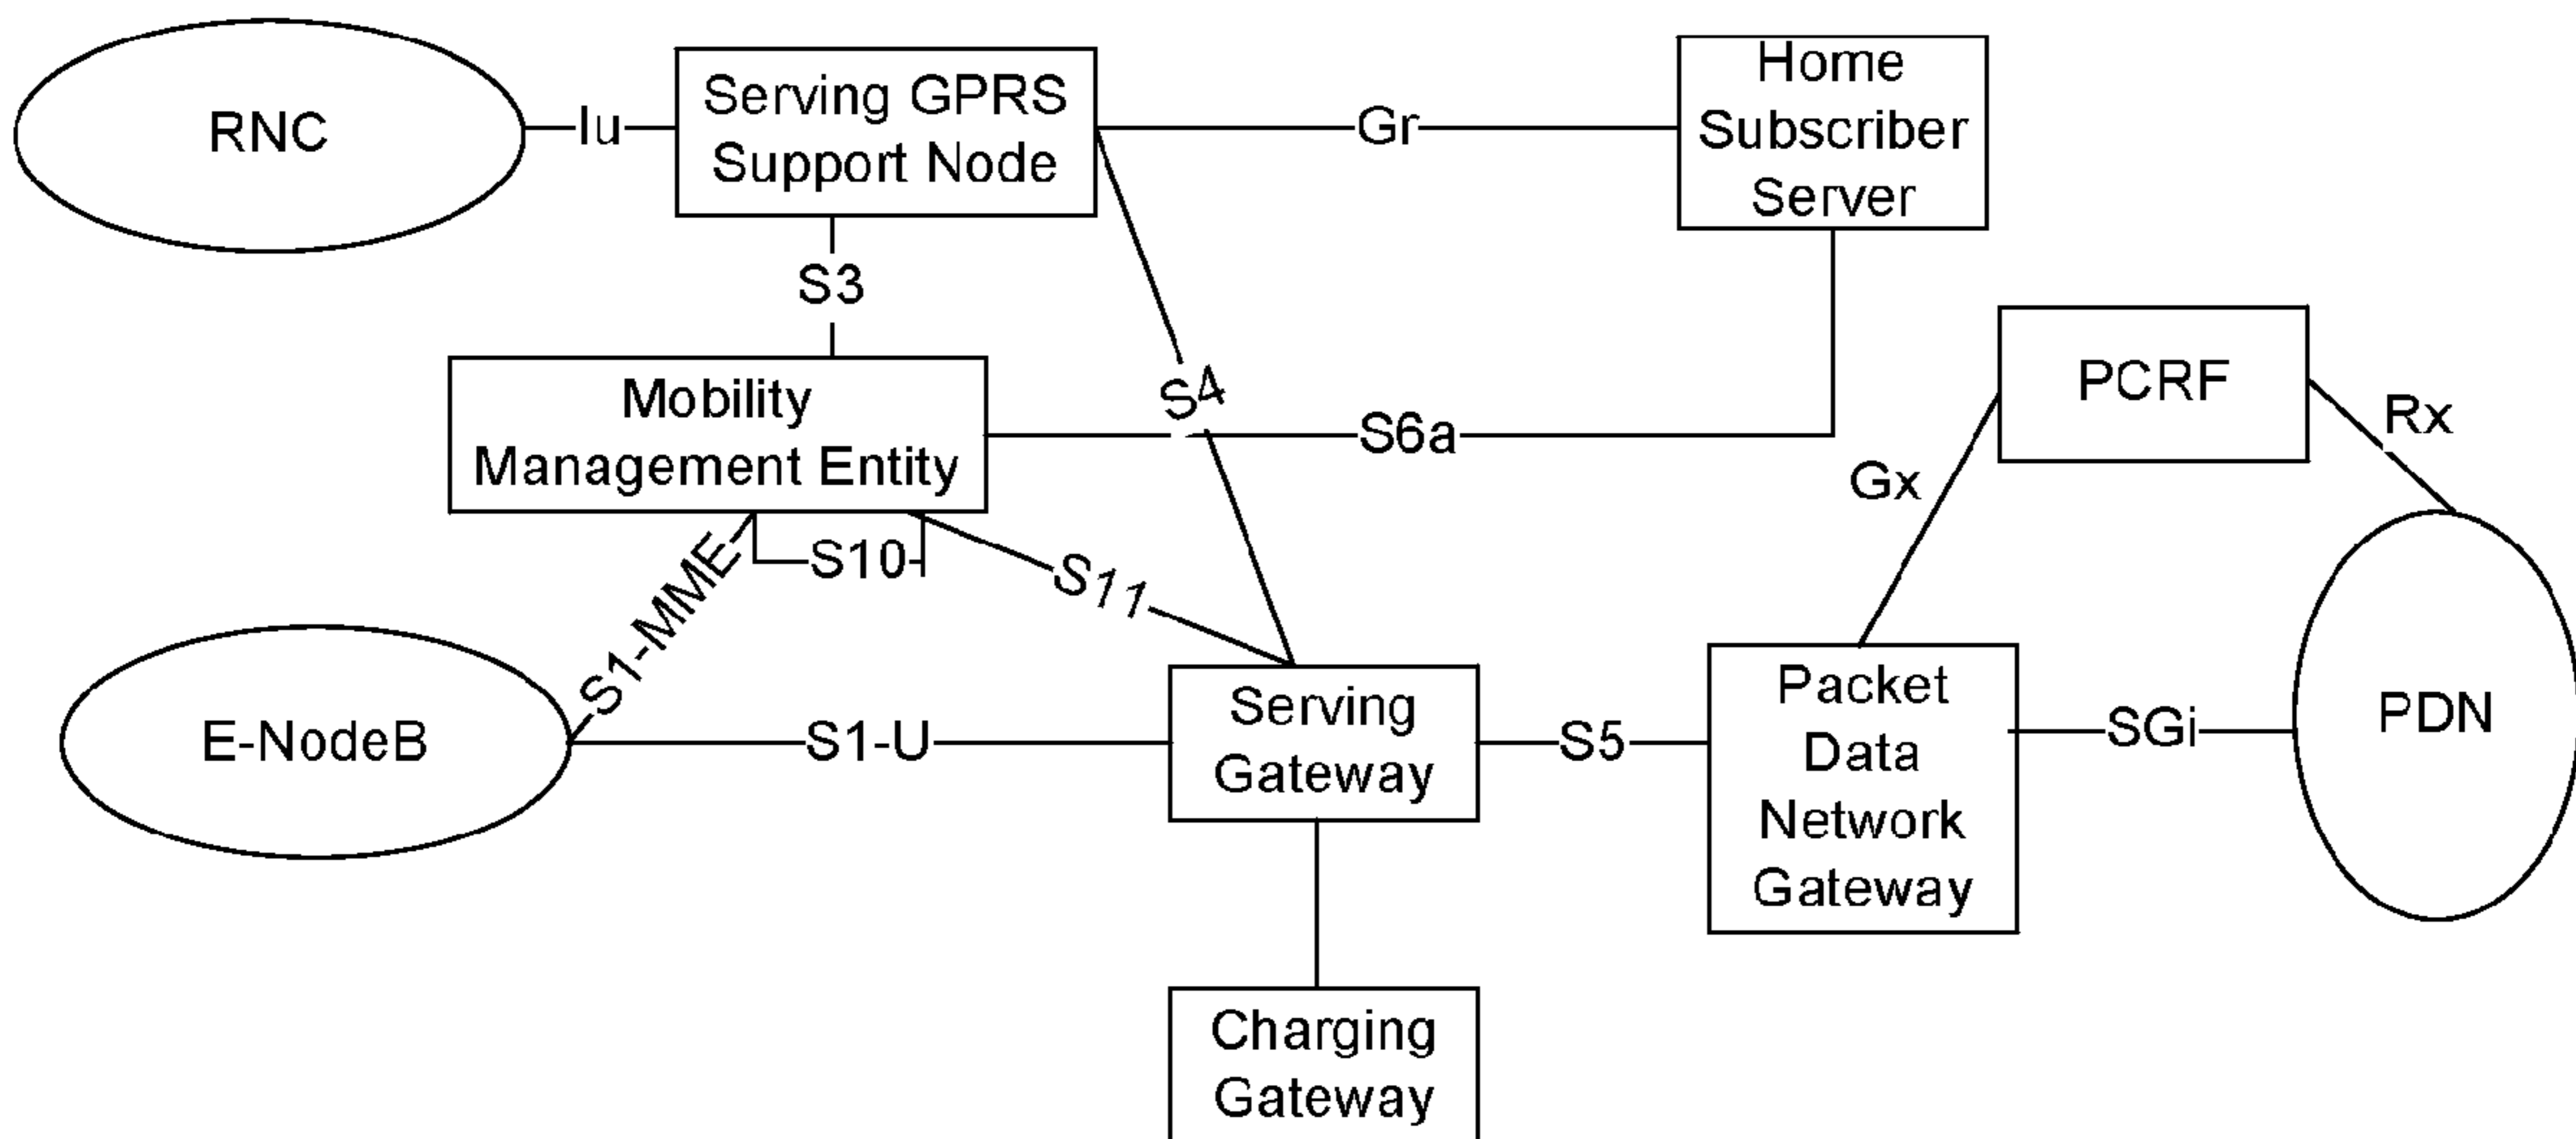 RNC
Iu
Serving GPRS
Support Node
Gr
Home
Subscriber
Server
S3
Mobility
Management Entity
S4
S6a
PCRF
Rx
Gx
S1-MME
S10
S11
E-NodeB
S1-U
Serving
Gateway
S5
Packet
Data
Network
Gateway
SGi
PDN
Charging
Gateway